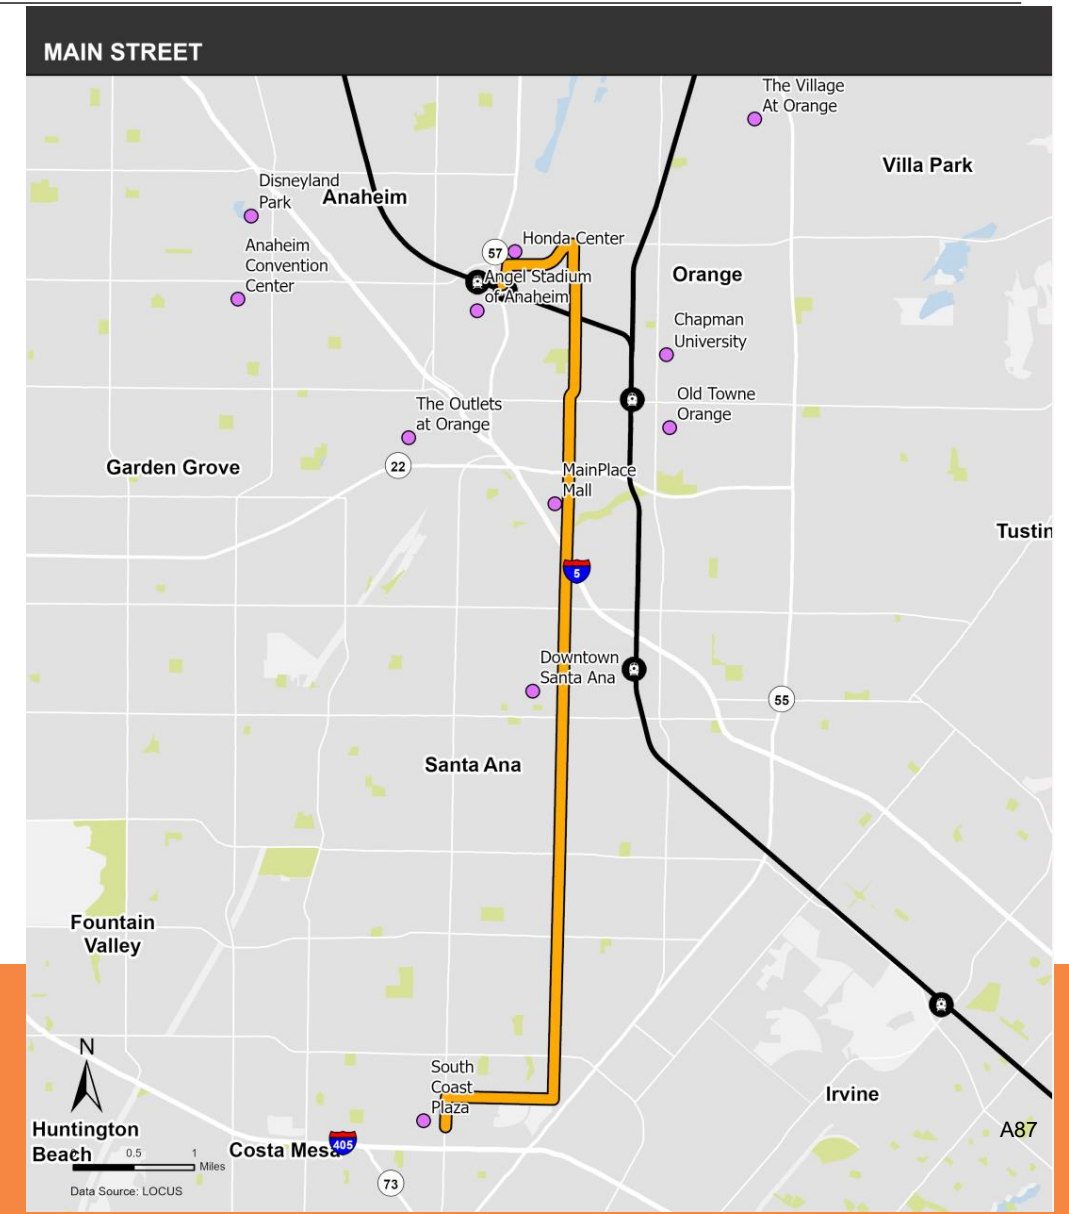 MAIN STREET
The Village
At Orange
Villa Park
Disneyland
Park
Anaheim
Honda Center
57
Anaheim
Convention
Center
Angel Stadium
of Anaheim
Orange
Chapman
University
Old Towne
Orange
The Outlets
at Orange
Garden Grove
22
MainPlace
Mall
Tustin
5
Downtown
Santa Ana
55
Santa Ana
Fountain
Valley
N
South
Coast
Plaza
Irvine
A87
Huntington
Beach
Costa Mesa
405
0.5
1
Miles
73
Data Source: LOCUS